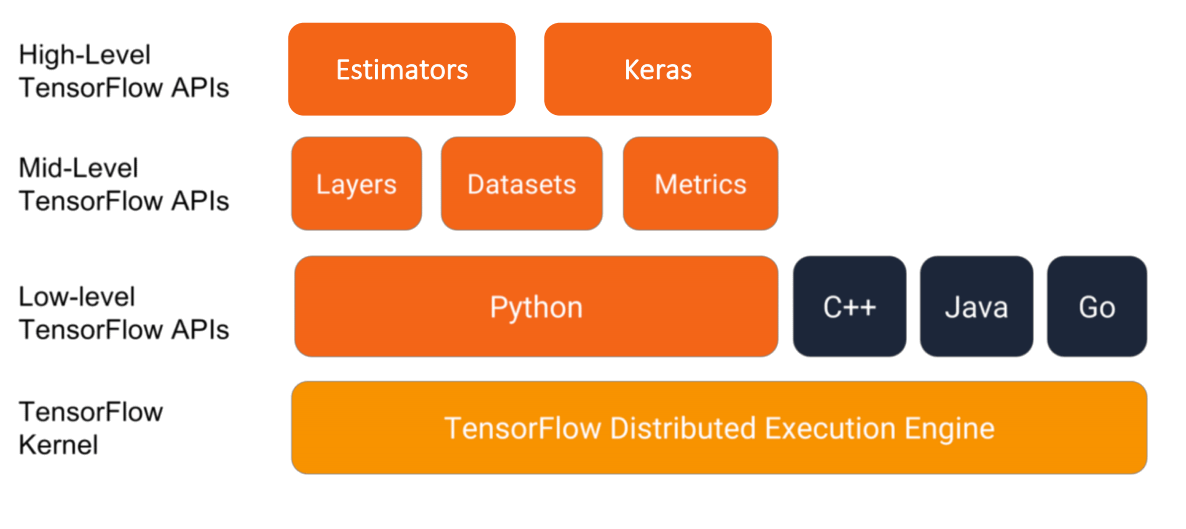 High-Level
TensorFlow APIs
Estimators
Keras
Mid-Level
TensorFlow APIs
Layers
Datasets
Metrics
Low-level
TensorFlow APIs
Python
C++
Java
Go
TensorFlow
Kernel
TensorFlow Distributed Execution Engine